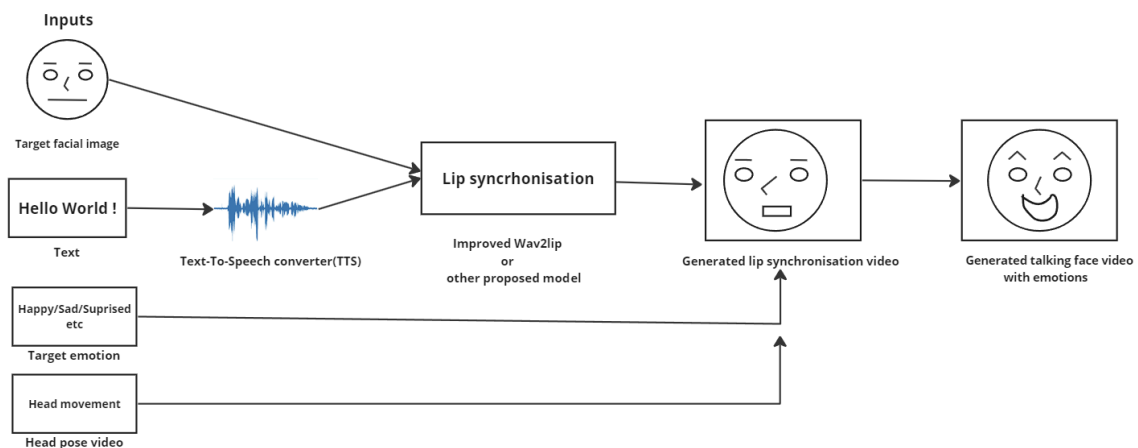 Inputs
Target facial image
Hello World !
Text
Text-To-Speech converter(TTS)
Lip syncrhonisation
Improved Wav2lip
or
other proposed model
Generated lip synchronisation video
Generated talking face video
with emotions
Happy/Sad/Suprised
etc
Target emotion
Head movement
Head pose video